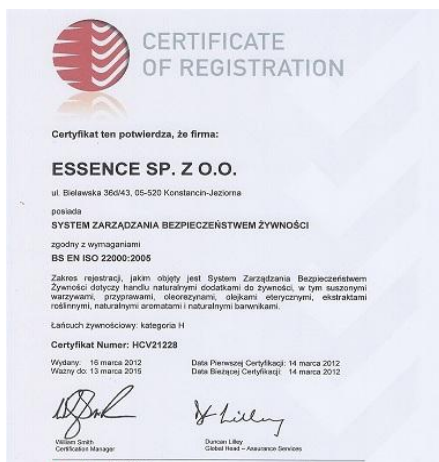 CERTIFICATE
OF REGISTRATION
Certyfikat ten potwierdza, że firma:
ESSENCE SP. Z O.O.
ul. Bielawska 36d/43, 05-520 Konstancin-Jeziorna
posiada
SYSTEM ZARZĄDZANIA BEZPIECZEŃSTWEM ŻYWNOŚCI
zgodny z wymaganiami
BS EN ISO 22000:2005
Zakres rejestracji, jakim objęty jest System Zarządzania Bezpieczeństwem
Żywności dotyczy handlu naturalnymi dodatkami do żywności, w tym suszonymi
warzywami, przyprawami, oleorezynami, olejkami eterycznymi, ekstraktami
roślinnymi, naturalnymi aromatami i naturalnymi barwnikami.
Łańcuch żywnościowy: kategoria H
Certyfikat Numer: HCV21228
Wydany: 16 marca 2012 Data Pierwszej Certyfikacji: 14 marca 2012
Ważny do: 13 marca 2015 Data Bieżącej Certyfikacji: 14 marca 2012
William Smith Duncan Lilley
Certification Manager Global Head – Assurance Services